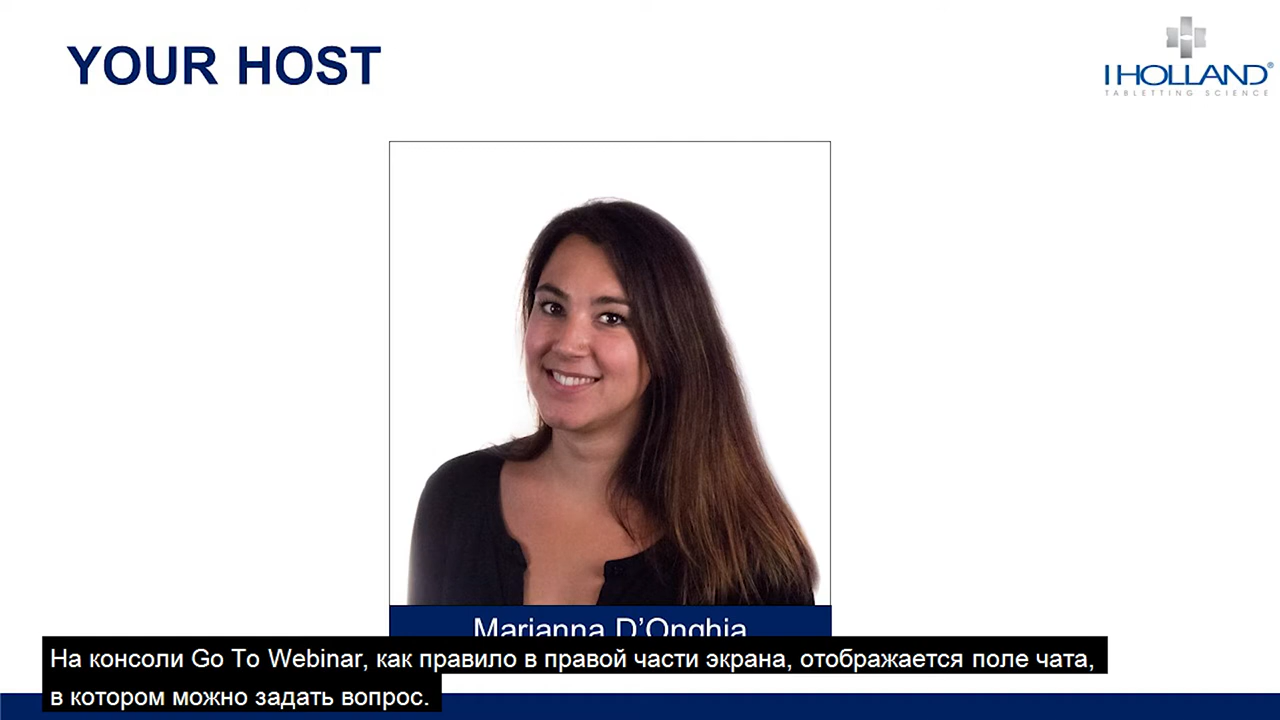 YOUR HOST
I HOLLAND®
TABLETTING SCIENCE
Marianna D’Onghia
На консоли Go To Webinar, как правило в правой части экрана, отображается поле чата,
в котором можно задать вопрос.